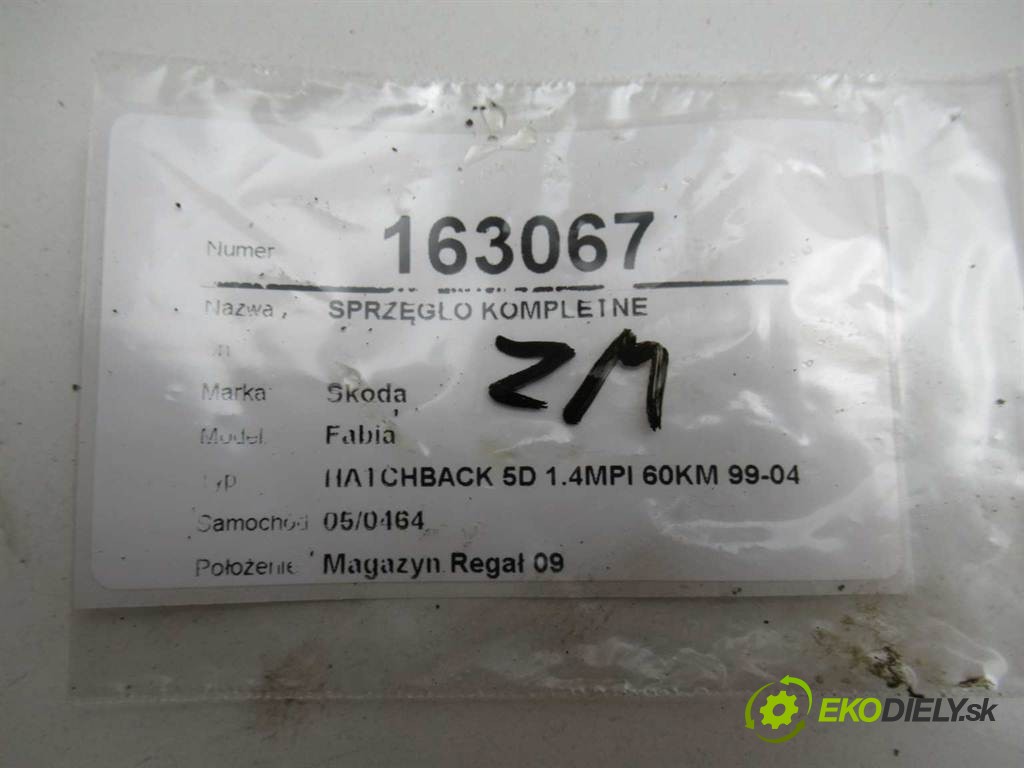 Numer 163067
Nazwa SPRZĘGŁO KOMPLETNE
ZM
Marka Skoda
Model Fabia
Typ HATCHBACK 5D 1.4MPI 60KM 99-04
Samochód 05/0464
Położenie Magazyn Regał 09
EKODIELY.sk